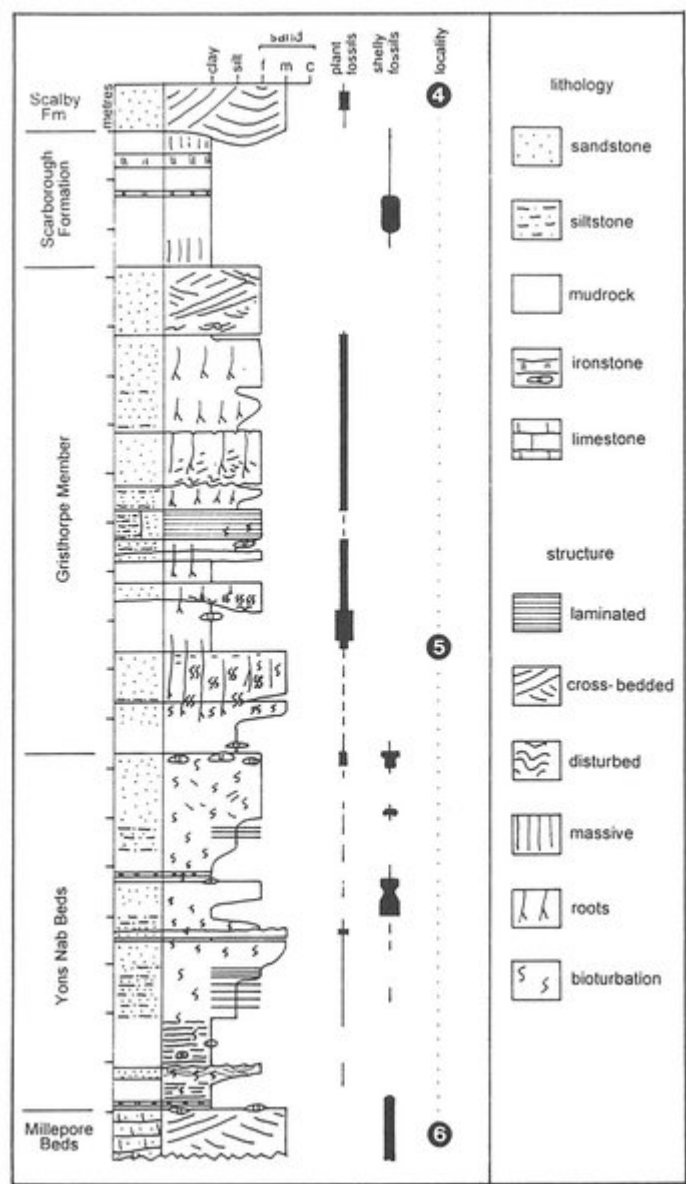 sand
clay
silt
f
m
c
plant
fossils
shelly
fossils
locality
metres
Scalby
Fm
4
Scarborough
Formation
Gristhorpe Member
5
Yons Nab Beds
Millepore
Beds
6
lithology
sandstone
siltstone
mudrock
ironstone
limestone
structure
laminated
cross-bedded
disturbed
massive
roots
bioturbation